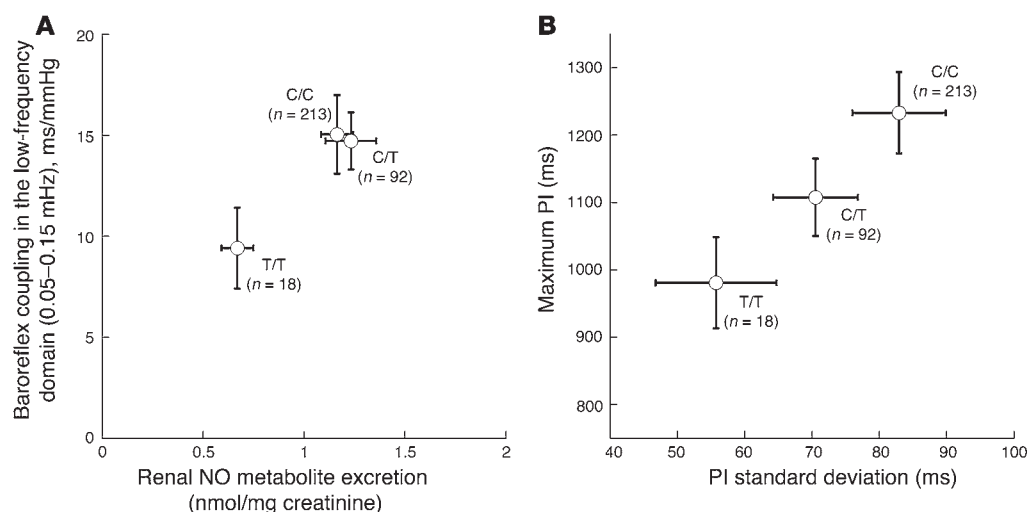 A
Baroreflex coupling in the low-frequency
domain (0.05–0.15 mHz), ms/mmHg
20
15
10
5
0
C/C
(n = 213)
C/T
(n = 92)
T/T
(n = 18)
0
0.5
1
1.5
2
Renal NO metabolite excretion
(nmol/mg creatinine)
B
Maximum PI (ms)
1300
1200
1100
1000
900
800
C/C
(n = 213)
C/T
(n = 92)
T/T
(n = 18)
40
50
60
70
80
90
100
PI standard deviation (ms)